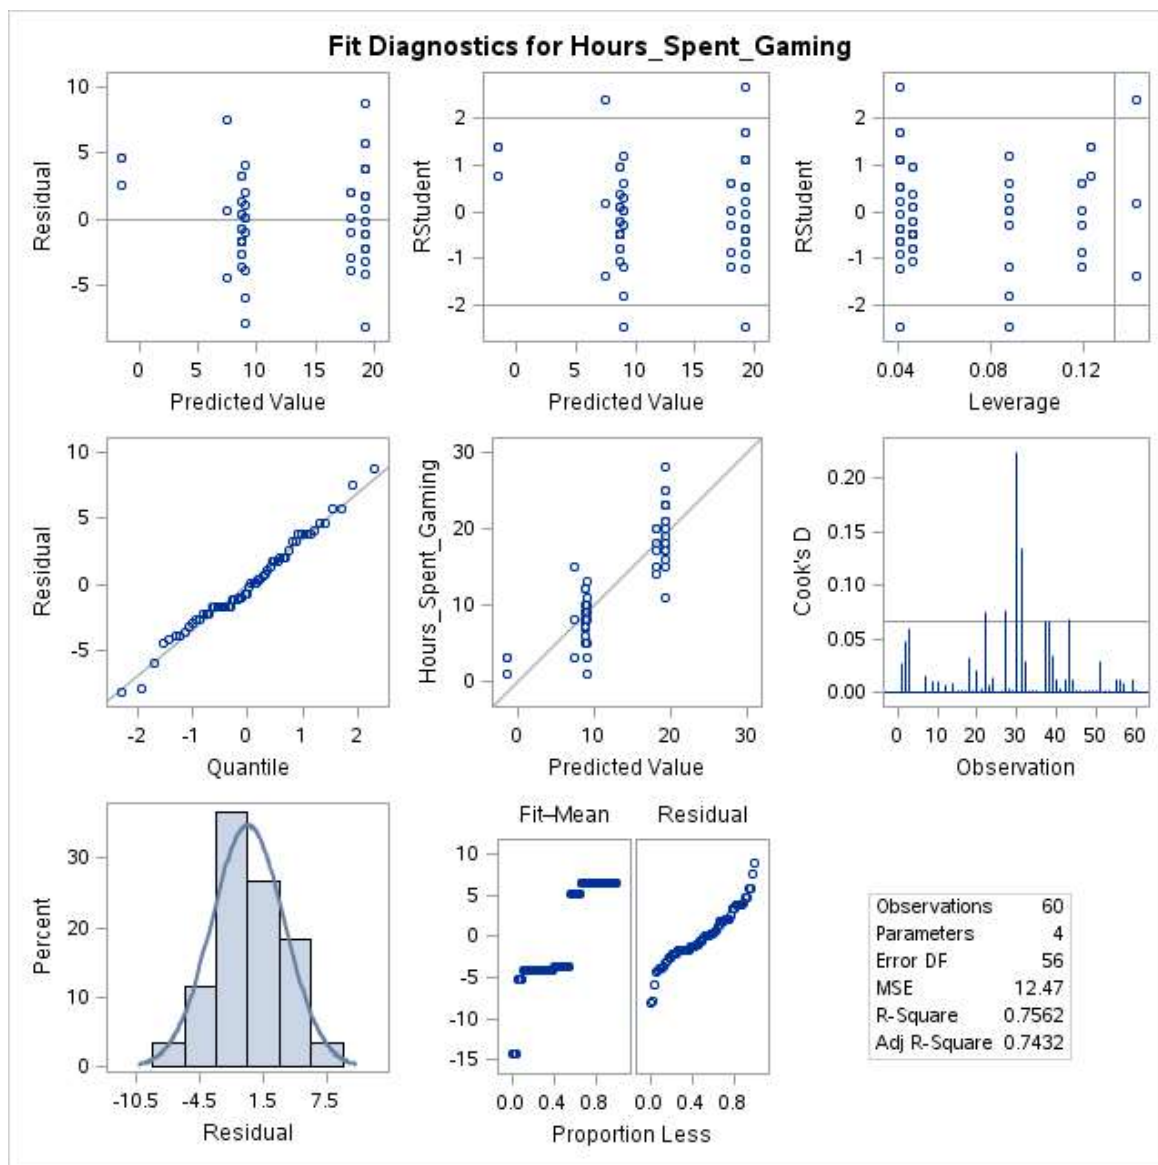 Fit Diagnostics for Hours_Spent_Gaming
10
5
0
-5
Residual
0 5 10 15 20
Predicted Value
2
1
0
-1
-2
RStudent
0 5 10 15 20
Predicted Value
2
1
0
-1
-2
RStudent
0.04 0.08 0.12
Leverage
10
5
0
-5
Residual
-2 -1 0 1 2
Quantile
30
20
10
0
Hours_Spent_Gaming
0 10 20 30
Predicted Value
0.20
0.15
0.10
0.05
0.00
Cook's D
0 10 20 30 40 50 60
Observation
30
20
10
0
Percent
-10.5 -4.5 1.5 7.5
Residual
Fit–Mean Residual
10
5
0
-5
-10
-15
0.0 0.4 0.8 0.0 0.4 0.8
Proportion Less
Observations 60
Parameters 4
Error DF 56
MSE 12.47
R-Square 0.7562
Adj R-Square 0.7432